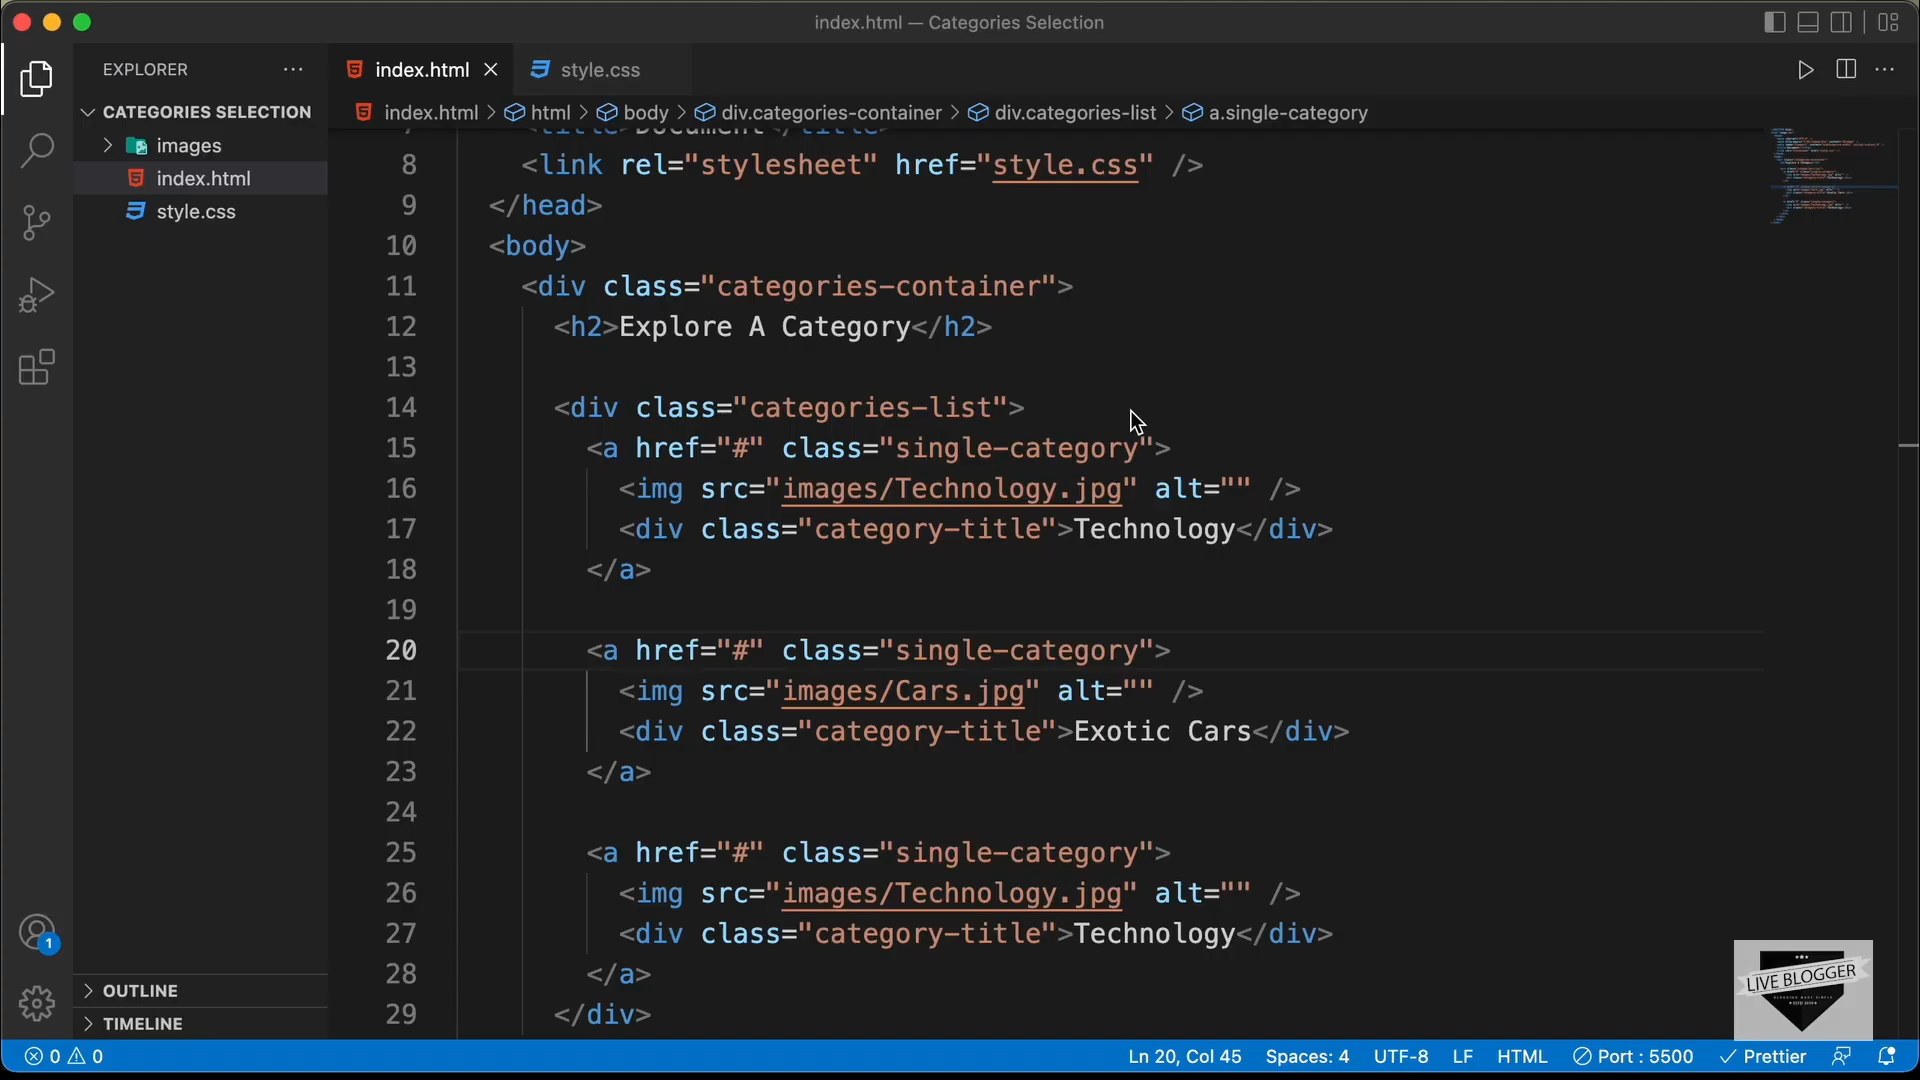 index.html — Categories Selection
EXPLORER
CATEGORIES SELECTION
images
index.html
style.css
OUTLINE
TIMELINE
index.html
style.css
index.html > html > body > div.categories-container > div.categories-list > a.single-category
<title>Document</title>
8 <link rel="stylesheet" href="style.css" />
9 </head>
10 <body>
11 <div class="categories-container">
12 <h2>Explore A Category</h2>
13
14 <div class="categories-list">
15 <a href="#" class="single-category">
16 <img src="images/Technology.jpg" alt="" />
17 <div class="category-title">Technology</div>
18 </a>
19
20 <a href="#" class="single-category">
21 <img src="images/Cars.jpg" alt="" />
22 <div class="category-title">Exotic Cars</div>
23 </a>
24
25 <a href="#" class="single-category">
26 <img src="images/Technology.jpg" alt="" />
27 <div class="category-title">Technology</div>
28 </a>
29 </div>
1
LIVE BLOGGER
0 0
Ln 20, Col 45
Spaces: 4
UTF-8
LF
HTML
Port : 5500
Prettier